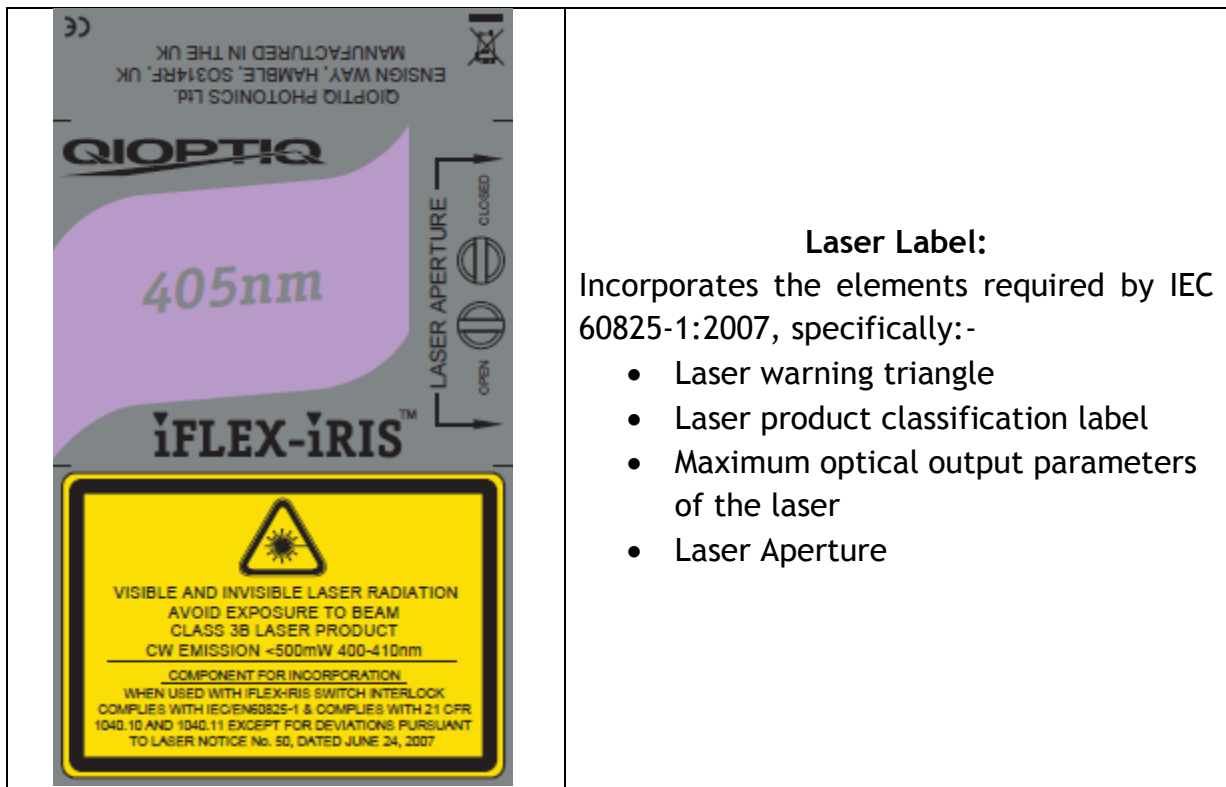 CE
QIOPTIQ PHOTONICS Ltd.
ENSIGN WAY, HAMBLE, SO314RF, UK
MANUFACTURED IN THE UK
QIOPTIQ
405nm
LASER APERTURE
OPEN
CLOSED
iFLEX-iRIS™
VISIBLE AND INVISIBLE LASER RADIATION
AVOID EXPOSURE TO BEAM
CLASS 3B LASER PRODUCT
CW EMISSION <500mW 400-410nm
COMPONENT FOR INCORPORATION
WHEN USED WITH IFLEX-IRIS SWITCH INTERLOCK
COMPLIES WITH IEC/EN60825-1 & COMPLIES WITH 21 CFR
1040.10 AND 1040.11 EXCEPT FOR DEVIATIONS PURSUANT
TO LASER NOTICE No. 50, DATED JUNE 24, 2007
Laser Label:
Incorporates the elements required by IEC
60825-1:2007, specifically:-
• Laser warning triangle
• Laser product classification label
• Maximum optical output parameters
of the laser
• Laser Aperture